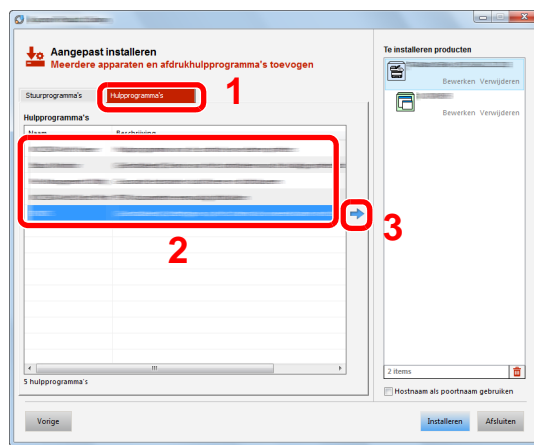 Aangepast installeren
Meerdere apparaten en afdrukhulpprogramma's toevogen
Stuurprogramma's
Hulpprogramma's
1
Hulpprogramma's
Naam
Beschrijving
2
3
5 hulpprogramma's
Te installeren producten
Bewerken Verwijderen
Bewerken Verwijderen
2 items
Hostnaam als poortnaam gebruiken
Vorige
Installeren
Afsluiten